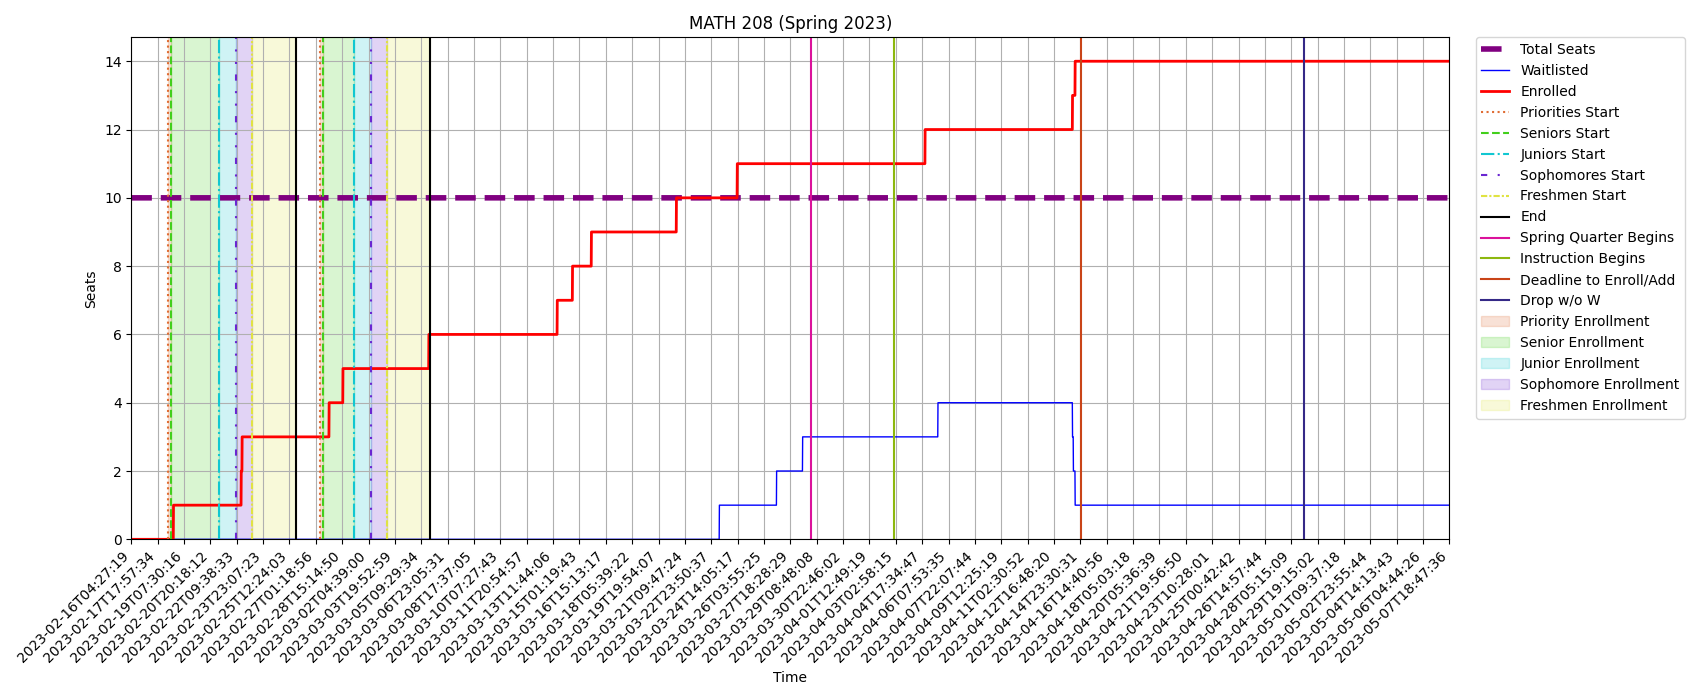 MATH 208 (Spring 2023)
Seats
14
12
10
8
6
4
2
0
2023-02-16T04:27:19
2023-02-17T17:57:34
2023-02-19T07:30:16
2023-02-20T20:18:12
2023-02-22T09:38:33
2023-02-23T23:07:23
2023-02-25T12:24:03
2023-02-27T01:18:56
2023-02-28T15:14:50
2023-03-02T04:39:00
2023-03-03T19:52:59
2023-03-05T09:29:34
2023-03-06T23:05:31
2023-03-08T17:37:05
2023-03-10T07:27:43
2023-03-11T20:54:57
2023-03-13T11:44:06
2023-03-15T01:19:43
2023-03-16T15:13:17
2023-03-18T05:39:22
2023-03-19T19:54:07
2023-03-21T09:47:24
2023-03-22T23:50:37
2023-03-24T14:05:17
2023-03-26T03:55:25
2023-03-27T18:28:29
2023-03-29T08:48:08
2023-03-30T22:46:02
2023-04-01T12:49:19
2023-04-03T02:58:15
2023-04-04T17:34:47
2023-04-06T07:53:35
2023-04-07T22:07:44
2023-04-09T12:25:19
2023-04-11T02:30:52
2023-04-12T16:48:20
2023-04-14T23:30:31
2023-04-16T14:40:56
2023-04-18T05:03:18
2023-04-20T05:36:39
2023-04-21T19:56:50
2023-04-23T10:28:01
2023-04-25T00:42:42
2023-04-26T14:57:44
2023-04-28T05:15:09
2023-04-29T19:15:02
2023-05-01T09:37:18
2023-05-02T23:55:44
2023-05-04T14:13:45
2023-05-06T04:44:26
2023-05-07T18:47:36
Time
Total Seats
Waitlisted
Enrolled
Priorities Start
Seniors Start
Juniors Start
Sophomores Start
Freshmen Start
End
Spring Quarter Begins
Instruction Begins
Deadline to Enroll/Add
Drop w/o W
Priority Enrollment
Senior Enrollment
Junior Enrollment
Sophomore Enrollment
Freshmen Enrollment